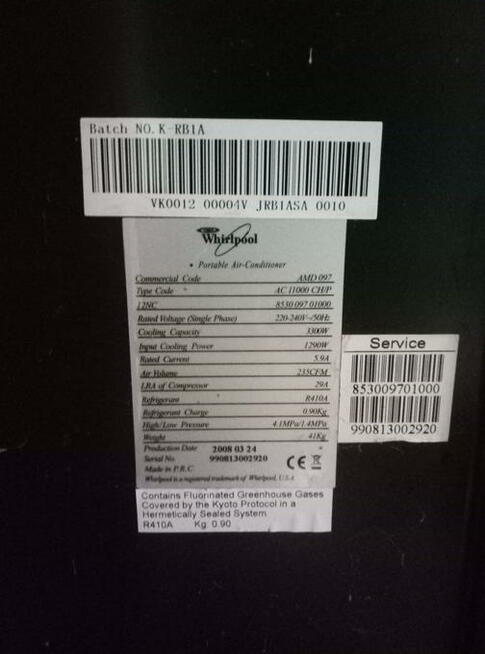 Batch NO. K-RB1A
VK0012 00004V JRB1ASA 0010
Whirlpool
• Portable Air-Conditioner
Commercial Code AMD 097
Type Code AC 11000 CH/P
12NC 8530 097 01000
Rated Voltage (Single Phase) 220-240V~/50Hz
Cooling Capacity 3300W
Input Cooling Power 1290W
Rated Current 5.9A
Air Volume 235CFM
LRA of Compressor 29A
Refrigerant R410A
Refrigerant Charge 0.90Kg
High/Low Pressure 4.1MPa/1.4MPa
Weight 41Kg
Production Date 2008 03 24
Serial No. 990813002920
Made in P.R.C.
CE
Whirlpool is a registered trademark of Whirlpool, U.S.A
Service
853009701000
990813002920
Contains Fluorinated Greenhouse Gases
Covered by the Kyoto Protocol in a
Hermetically Sealed System
R410A Kg: 0.90